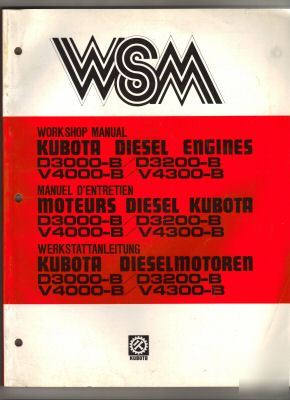 WSM
WORKSHOP MANUAL
KUBOTA DIESEL ENGINES
D3000-B/D3200-B
V4000-B/V4300-B
MANUEL D'ENTRETIEN
MOTEURS DIESEL KUBOTA
D3000-B/D3200-B
V4000-B/V4300-B
WERKSTATTANLEITUNG
KUBOTA DIESELMOTOREN
D3000-B/D3200-B
V4000-B/V4300-B
KUBOTA